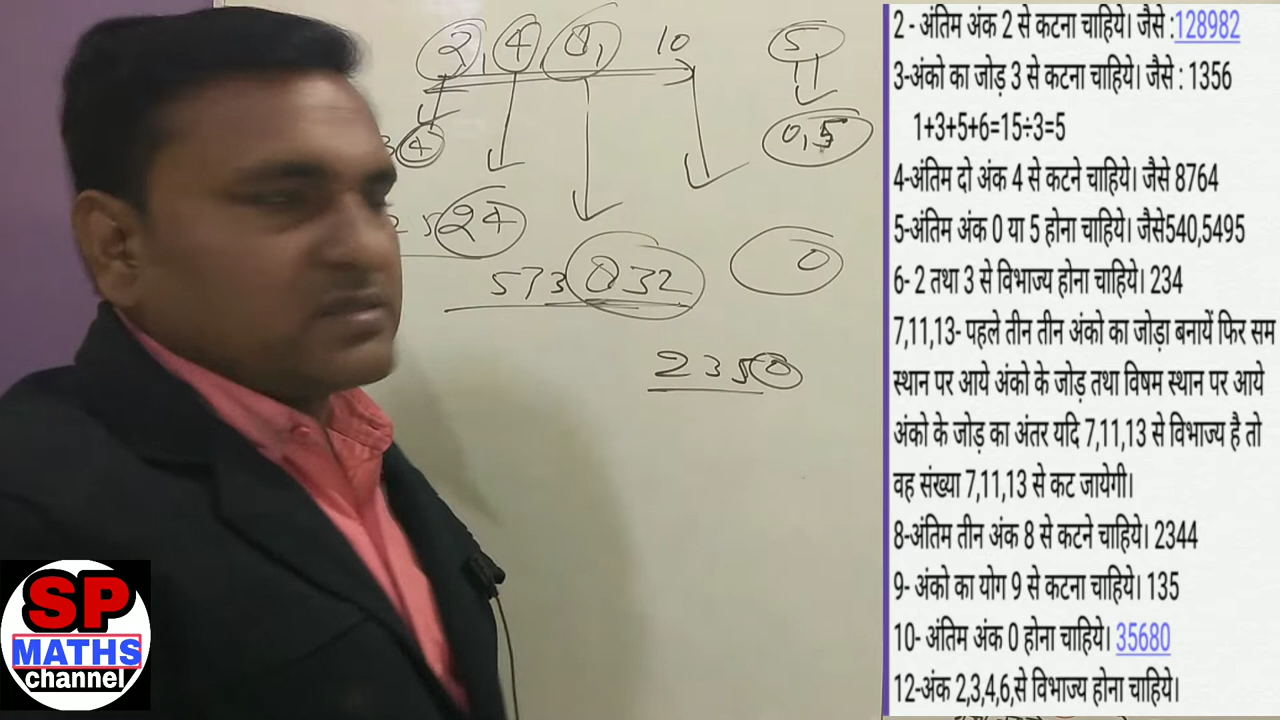 2, 4, 8, 10 5
4
0,5
2 5 24
573 032
0
2350
2 - अंतिम अंक 2 से कटना चाहिये। जैसे :128982
3-अंको का जोड़ 3 से कटना चाहिये। जैसे : 1356
1+3+5+6=15÷3=5
4-अंतिम दो अंक 4 से कटने चाहिये। जैसे 8764
5-अंतिम अंक 0 या 5 होना चाहिये। जैसे540,5495
6- 2 तथा 3 से विभाज्य होना चाहिये। 234
7,11,13- पहले तीन तीन अंको का जोड़ा बनायें फिर सम
स्थान पर आये अंको के जोड़ तथा विषम स्थान पर आये
अंको के जोड़ का अंतर यदि 7,11,13 से विभाज्य है तो
वह संख्या 7,11,13 से कट जायेगी।
8-अंतिम तीन अंक 8 से कटने चाहिये। 2344
9- अंको का योग 9 से कटना चाहिये। 135
10- अंतिम अंक 0 होना चाहिये। 35680
12-अंक 2,3,4,6,से विभाज्य होना चाहिये।
SP
MATHS
channel